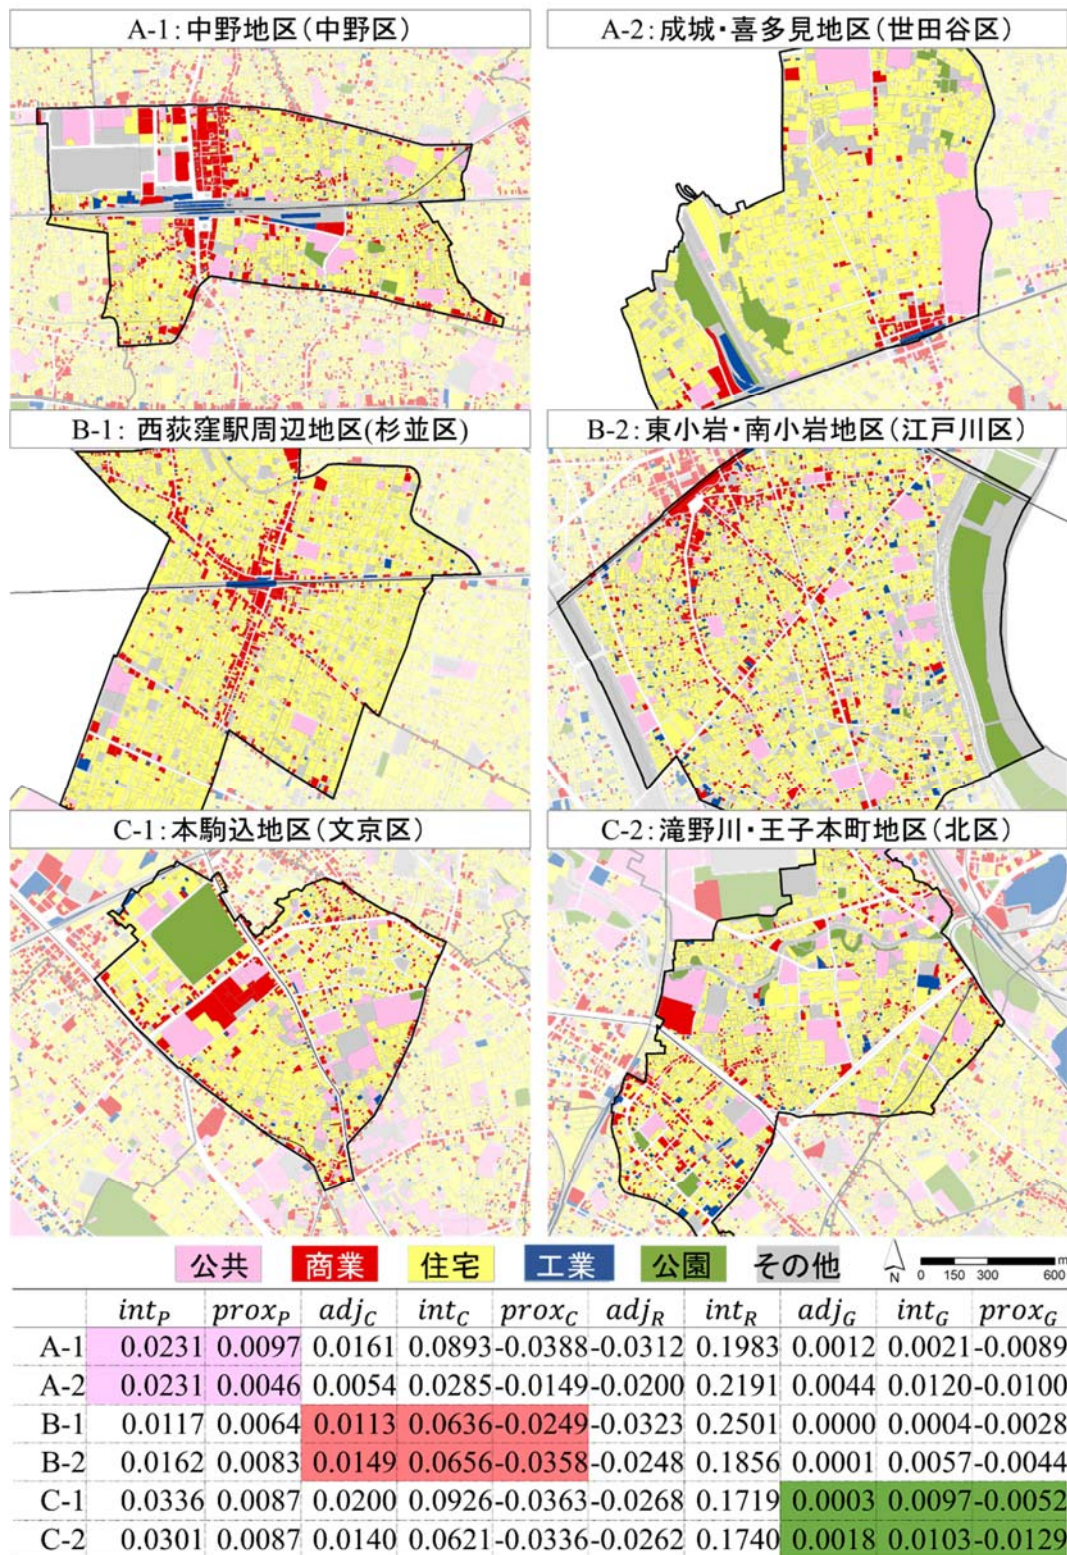 A-1：中野地区（中野区）
A-2：成城・喜多見地区（世田谷区）
B-1：西荻窪駅周辺地区(杉並区)
B-2：東小岩・南小岩地区（江戸川区）
C-1：本駒込地区（文京区）
C-2：滝野川・王子本町地区（北区）
公共 商業 住宅 工業 公園 その他 N 0 150 300 600 m
int_P prox_P adj_C int_C prox_C adj_R int_R adj_G int_G prox_G
A-1 0.0231 0.0097 0.0161 0.0893 -0.0388 -0.0312 0.1983 0.0012 0.0021 -0.0089
A-2 0.0231 0.0046 0.0054 0.0285 -0.0149 -0.0200 0.2191 0.0044 0.0120 -0.0100
B-1 0.0117 0.0064 0.0113 0.0636 -0.0249 -0.0323 0.2501 0.0000 0.0004 -0.0028
B-2 0.0162 0.0083 0.0149 0.0656 -0.0358 -0.0248 0.1856 0.0001 0.0057 -0.0044
C-1 0.0336 0.0087 0.0200 0.0926 -0.0363 -0.0268 0.1719 0.0003 0.0097 -0.0052
C-2 0.0301 0.0087 0.0140 0.0621 -0.0336 -0.0262 0.1740 0.0018 0.0103 -0.0129